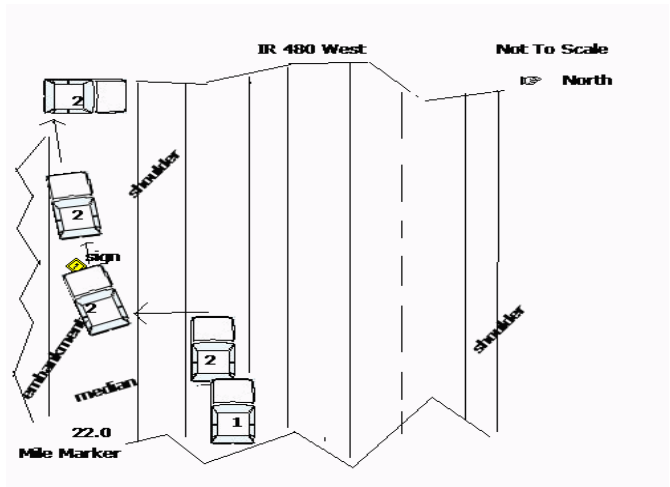 IR 480 West
Not To Scale
North
2
shoulder
2
sign
2
embankment
2
shoulder
median
1
22.0
Mile Marker